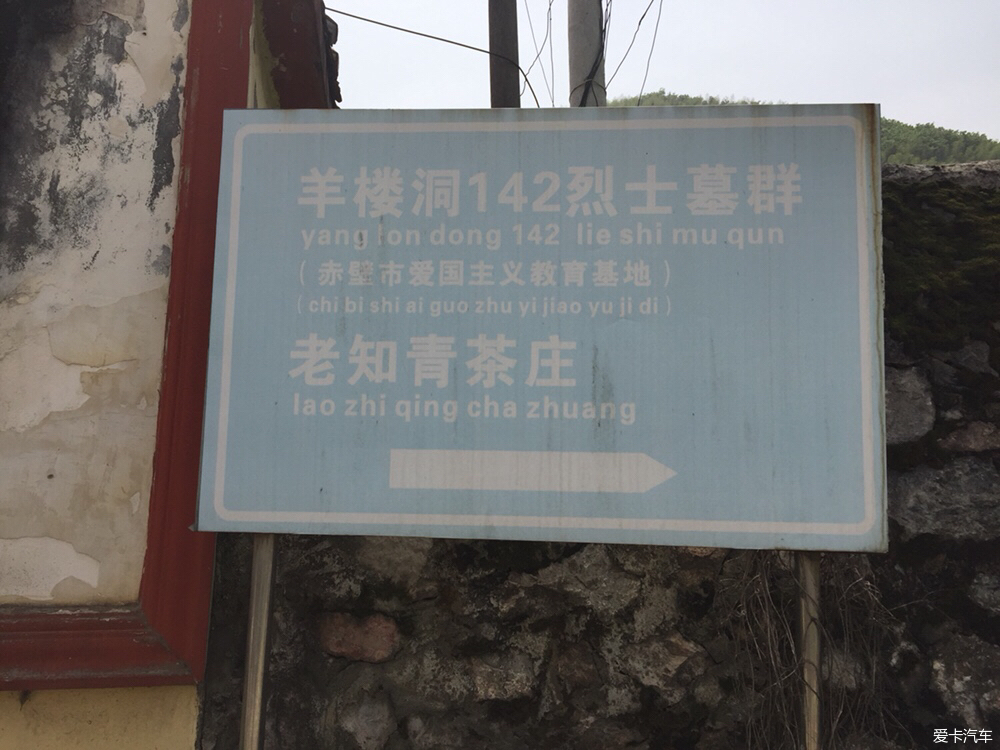 羊楼洞142烈士墓群
yang lon dong 142 lie shi mu qun
（赤壁市爱国主义教育基地）
（chi bi shi ai guo zhu yi jiao yu ji di）
老知青茶庄
lao zhi qing cha zhuang
爱卡汽车